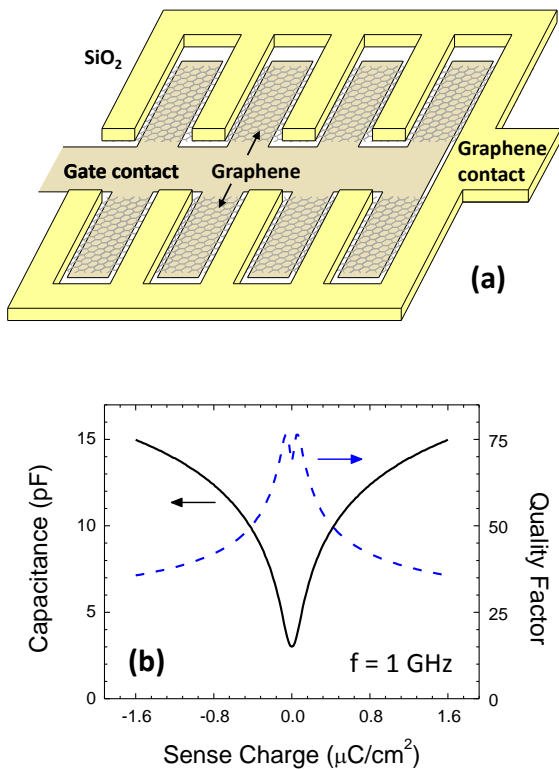 SiO₂
Gate contact
Graphene
Graphene
contact
(a)
Capacitance (pF)
15
10
5
0
75
50
25
0
Quality Factor
(b)
f = 1 GHz
-1.6 -0.8 0.0 0.8 1.6
Sense Charge (μC/cm²)